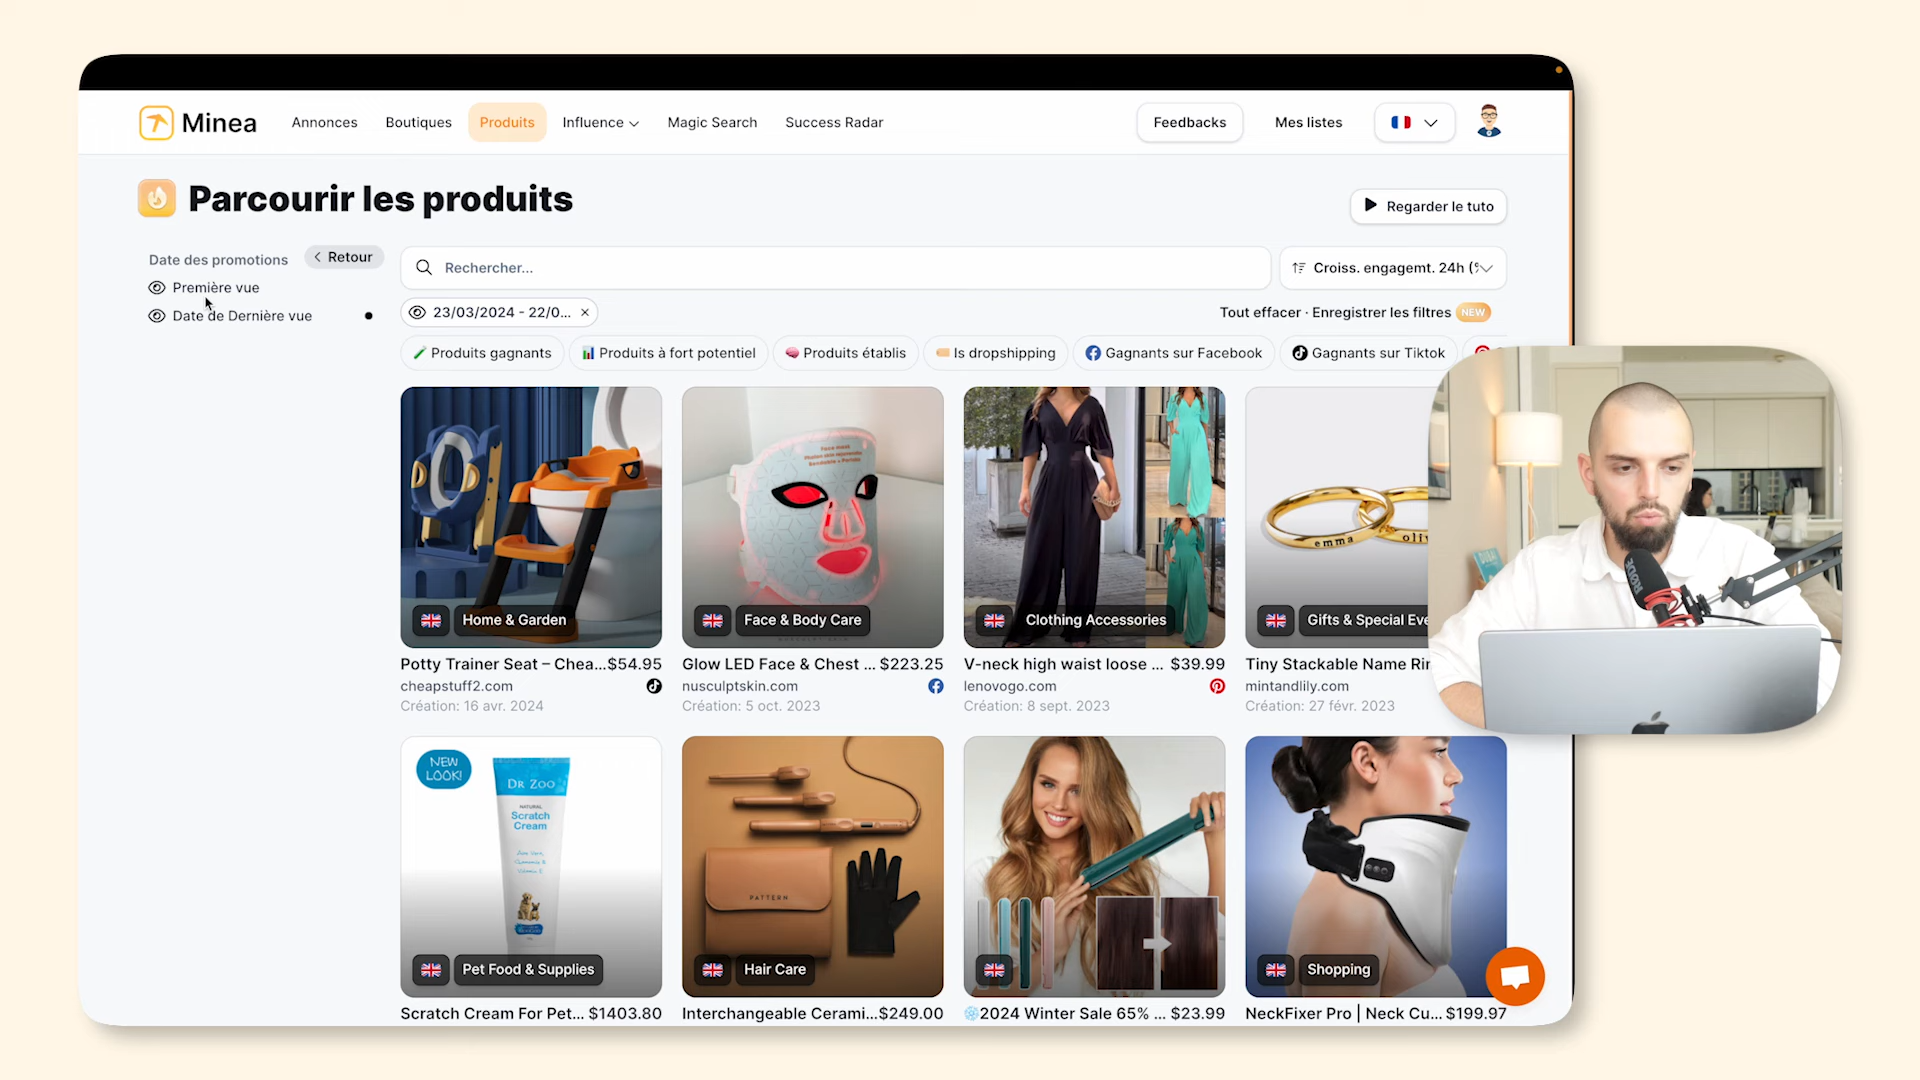 Minea
Annonces
Boutiques
Produits
Influence
Magic Search
Success Radar
Feedbacks
Mes listes
Parcourir les produits
Regarder le tuto
Date des promotions
Retour
Première vue
Date de Dernière vue
Rechercher...
Croiss. engagemt. 24h
23/03/2024 - 22/0...
Tout effacer · Enregistrer les filtres NEW
Produits gagnants
Produits à fort potentiel
Produits établis
Is dropshipping
Gagnants sur Facebook
Gagnants sur Tiktok
Home & Garden
Face & Body Care
Clothing Accessories
emma
Gifts & Special Eve
Potty Trainer Seat – Chea... $54.95
cheapstuff2.com
Création: 16 avr. 2024
Glow LED Face & Chest ... $223.25
nusculptskin.com
Création: 5 oct. 2023
V-neck high waist loose ... $39.99
lenovogo.com
Création: 8 sept. 2023
Tiny Stackable Name Rin
mintandlily.com
Création: 27 févr. 2023
RODE
NEW
LOOK!
DR ZOO
NATURAL
Scratch
Cream
PATTERN
Pet Food & Supplies
Hair Care
Shopping
Scratch Cream For Pet... $1403.80
Interchangeable Cerami... $249.00
2024 Winter Sale 65% ... $23.99
NeckFixer Pro | Neck Cu... $199.97